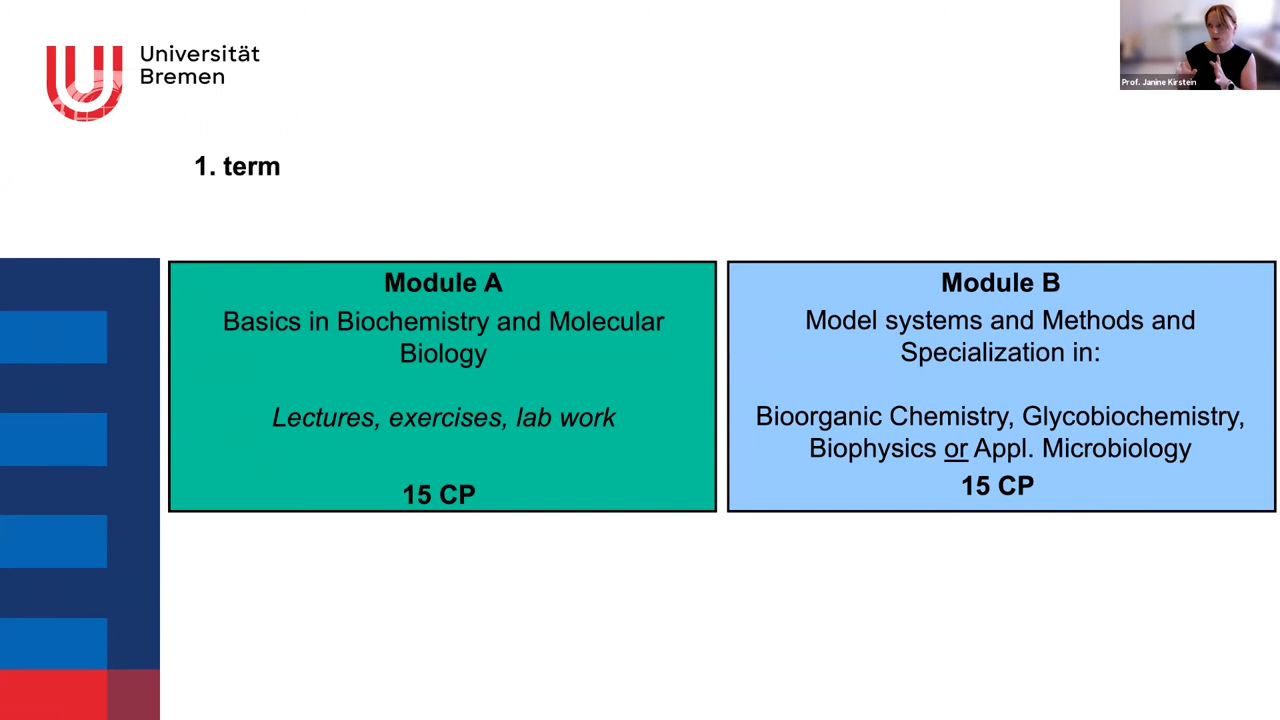 Universität
Bremen
Prof. Janine Kirstein
1. term
Module A
Basics in Biochemistry and Molecular
Biology
Lectures, exercises, lab work
15 CP
Module B
Model systems and Methods and
Specialization in:
Bioorganic Chemistry, Glycobiochemistry,
Biophysics or Appl. Microbiology
15 CP